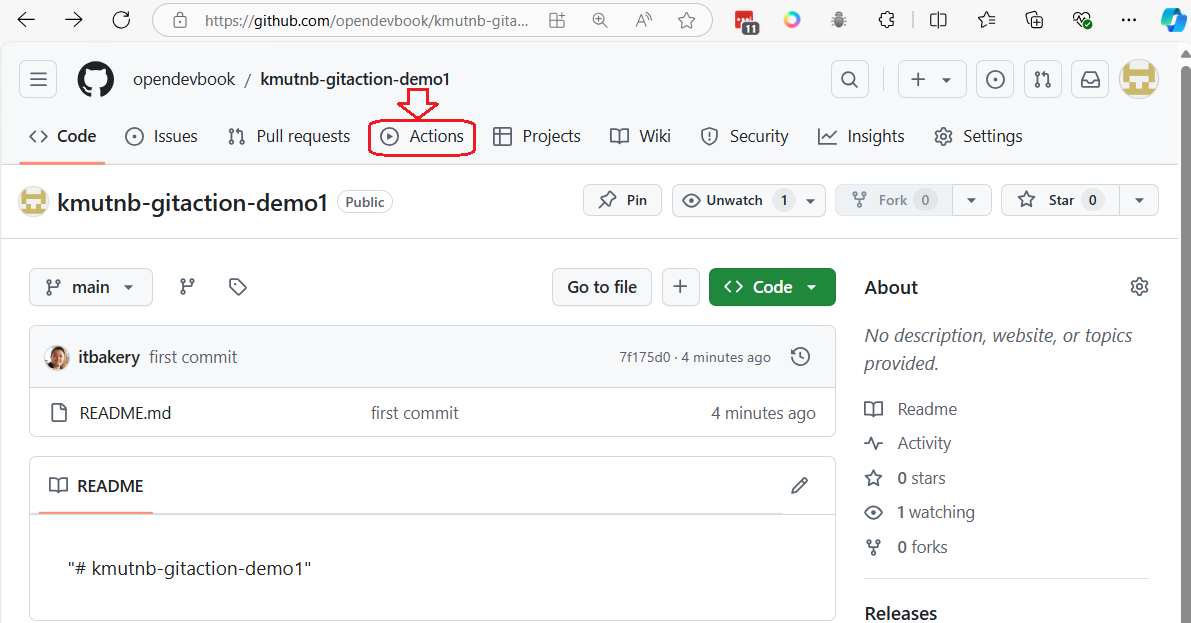 https://github.com/opendevbook/kmutnb-gita...
11
opendevbook / kmutnb-gitaction-demo1
Code Issues Pull requests Actions Projects Wiki Security Insights Settings
kmutnb-gitaction-demo1 Public Pin Unwatch 1 Fork 0 Star 0
main Go to file Code
About
No description, website, or topics
provided.
itbakery first commit 7f175d0 · 4 minutes ago
README.md first commit 4 minutes ago
Readme
Activity
0 stars
1 watching
0 forks
README
"# kmutnb-gitaction-demo1"
Releases